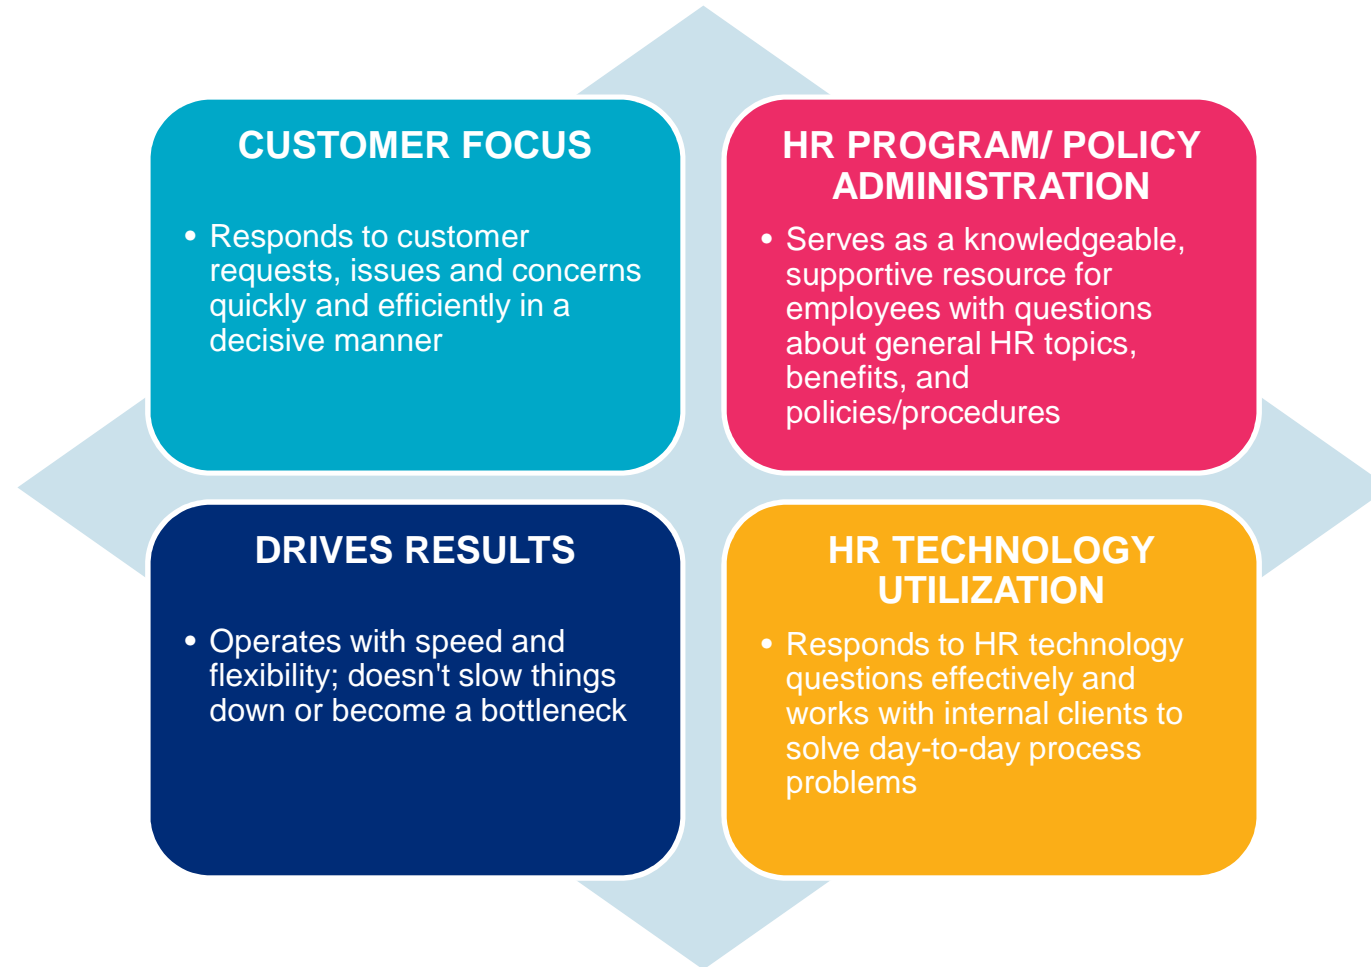 CUSTOMER FOCUS
• Responds to customer
requests, issues and concerns
quickly and efficiently in a
decisive manner
HR PROGRAM/ POLICY
ADMINISTRATION
• Serves as a knowledgeable,
supportive resource for
employees with questions
about general HR topics,
benefits, and
policies/procedures
DRIVES RESULTS
• Operates with speed and
flexibility; doesn't slow things
down or become a bottleneck
HR TECHNOLOGY
UTILIZATION
• Responds to HR technology
questions effectively and
works with internal clients to
solve day-to-day process
problems